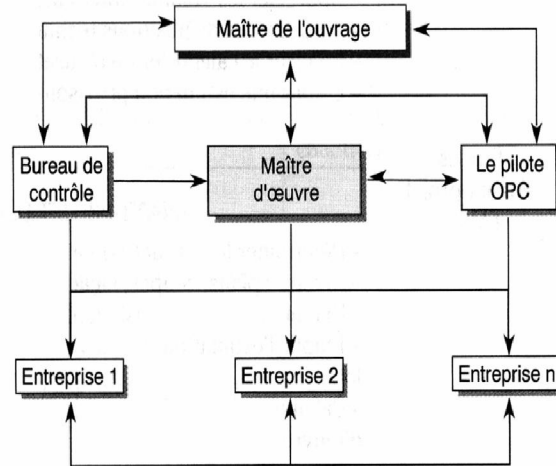 Maître de l'ouvrage
Bureau de
contrôle
Maître
d'œuvre
Le pilote
OPC
Entreprise 1
Entreprise 2
Entreprise n